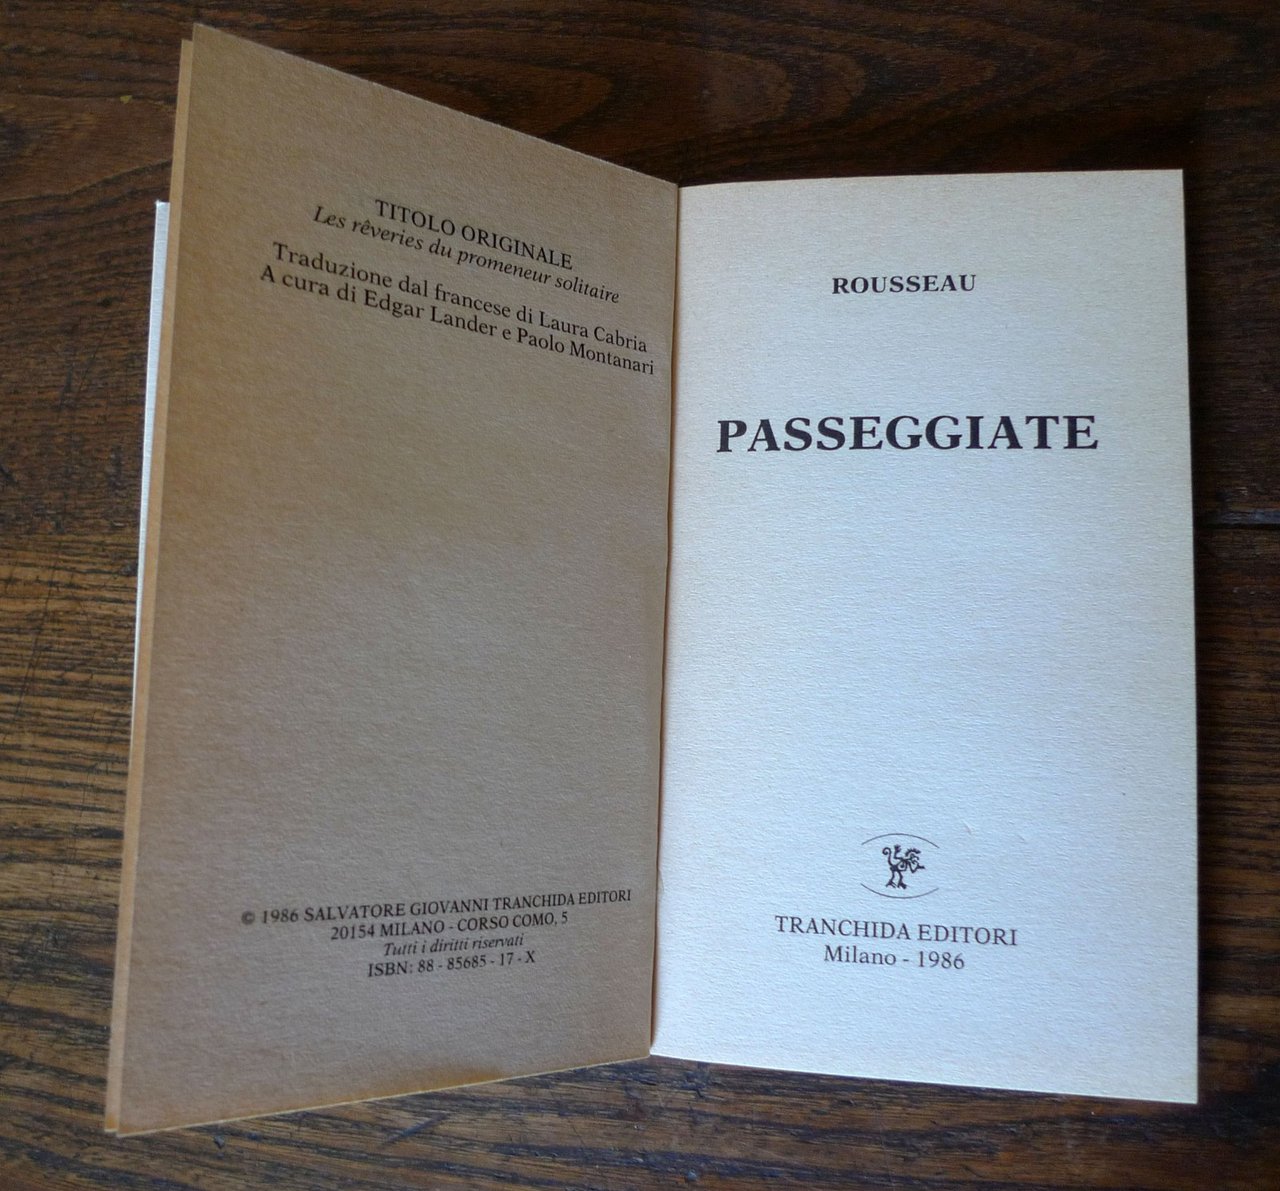 TITOLO ORIGINALE
Les rêveries du promeneur solitaire
Traduzione dal francese di Laura Cabria
A cura di Edgar Lander e Paolo Montanari
© 1986 SALVATORE GIOVANNI TRANCHIDA EDITORI
20154 MILANO - CORSO COMO, 5
Tutti i diritti riservati
ISBN: 88 - 85685 - 17 - X
ROUSSEAU
PASSEGGIATE
TRANCHIDA EDITORI
Milano - 1986